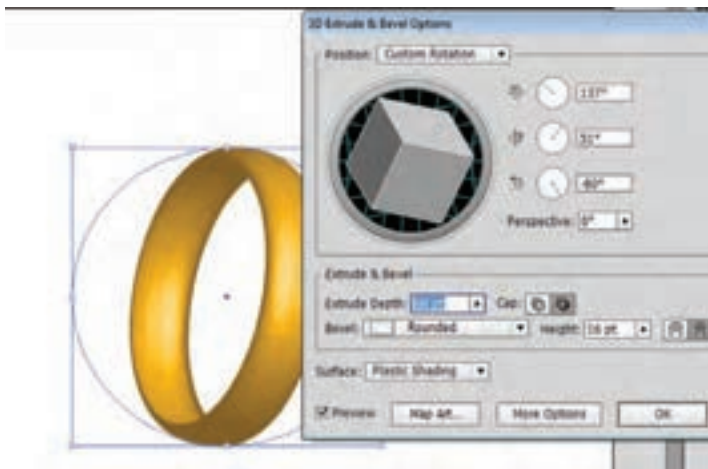 3D Extrude & Bevel Options
Position: Custom Rotation
137°
51°
-80°
Perspective: 0°
Extrude & Bevel
Extrude Depth: Cap:
Bevel: Rounded Height: 16 pt
Surface: Plastic Shading
Preview Map Art... More Options OK